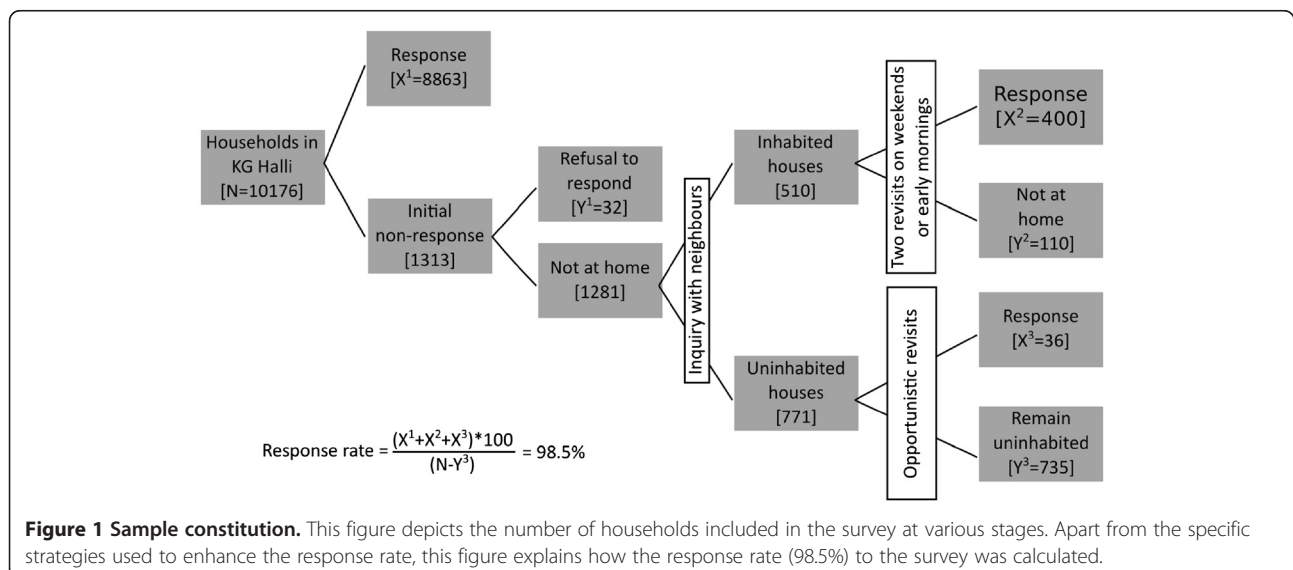 Response
[X¹=8863]
Households in
KG Halli
[N=10176]
Initial
non-response
[1313]
Refusal to
respond
[Y¹=32]
Not at home
[1281]
Inquiry with neighbours
Inhabited
houses
[510]
Uninhabited
houses
[771]
Two revisits on weekends
or early mornings
Response
[X²=400]
Not at
home
[Y²=110]
Opportunistic revisits
Response
[X³=36]
Remain
uninhabited
[Y³=735]
Response rate = (X¹+X²+X³)*100 / (N-Y³) = 98.5%
Figure 1 Sample constitution. This figure depicts the number of households included in the survey at various stages. Apart from the specific
strategies used to enhance the response rate, this figure explains how the response rate (98.5%) to the survey was calculated.